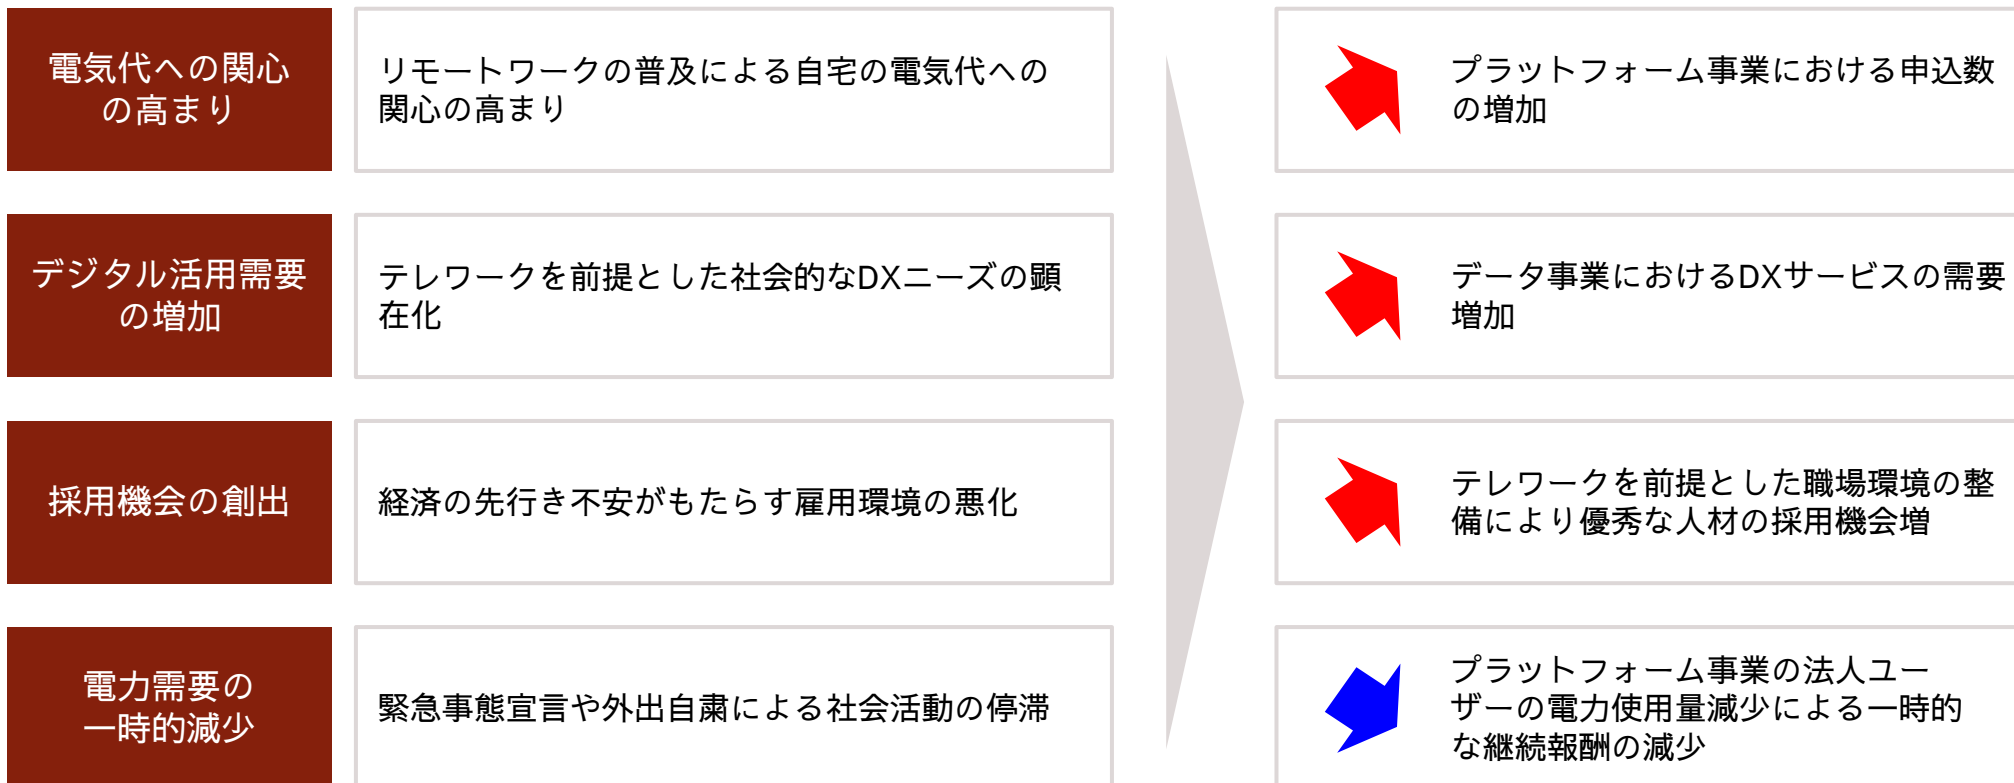 電気代への関心
の高まり
リモートワークの普及による自宅の電気代への
関心の高まり
プラットフォーム事業における申込数
の増加
デジタル活用需要
の増加
テレワークを前提とした社会的なDXニーズの顕
在化
データ事業におけるDXサービスの需要
増加
採用機会の創出
経済の先行き不安がもたらす雇用環境の悪化
テレワークを前提とした職場環境の整
備により優秀な人材の採用機会増
電力需要の
一時的減少
緊急事態宣言や外出自粛による社会活動の停滞
プラットフォーム事業の法人ユー
ザーの電力使用量減少による一時的
な継続報酬の減少